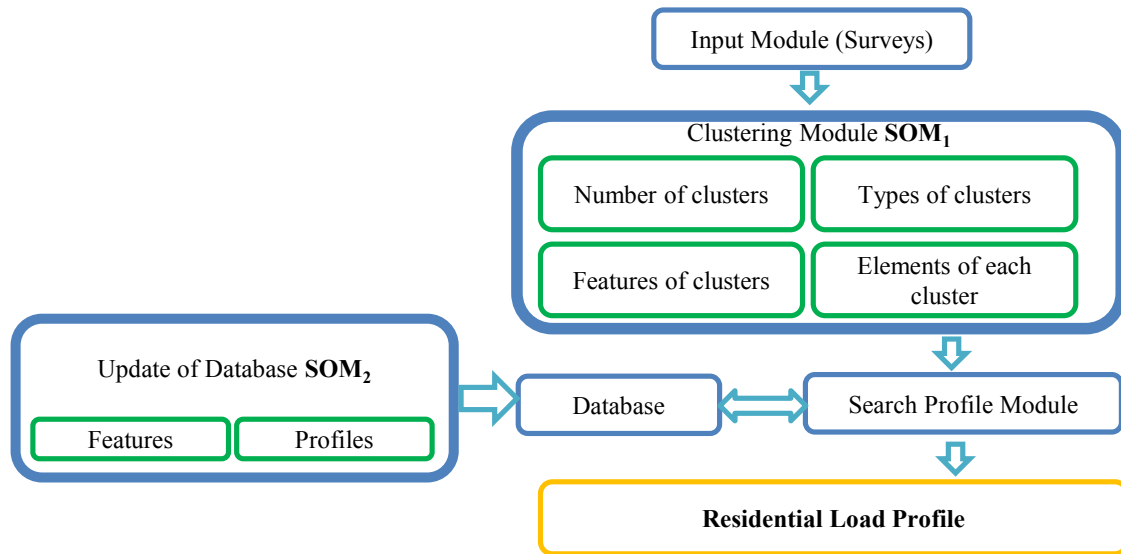 Input Module (Surveys)
Clustering Module SOM₁
Number of clusters
Types of clusters
Features of clusters
Elements of each
cluster
Update of Database SOM₂
Features
Profiles
Database
Search Profile Module
Residential Load Profile